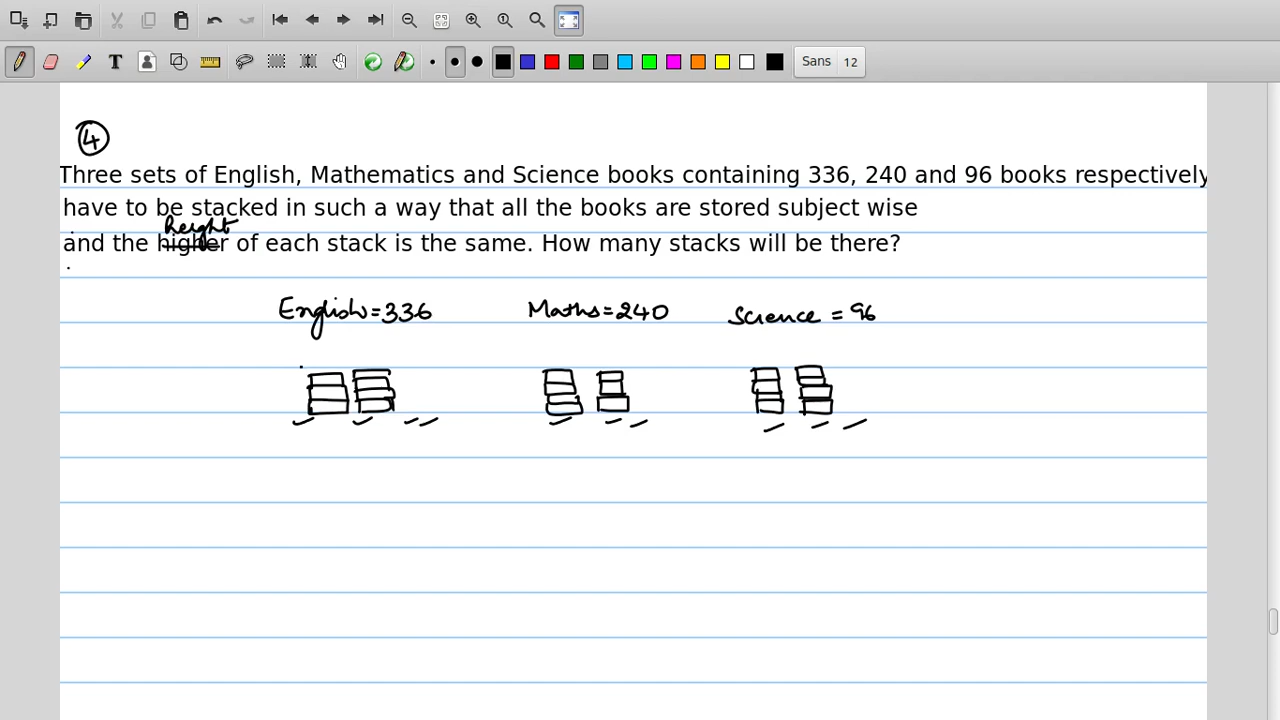 T
Sans 12
4
Three sets of English, Mathematics and Science books containing 336, 240 and 96 books respectively
have to be stacked in such a way that all the books are stored subject wise
height
and the higher of each stack is the same. How many stacks will be there?
English = 336 Maths = 240 Science = 96